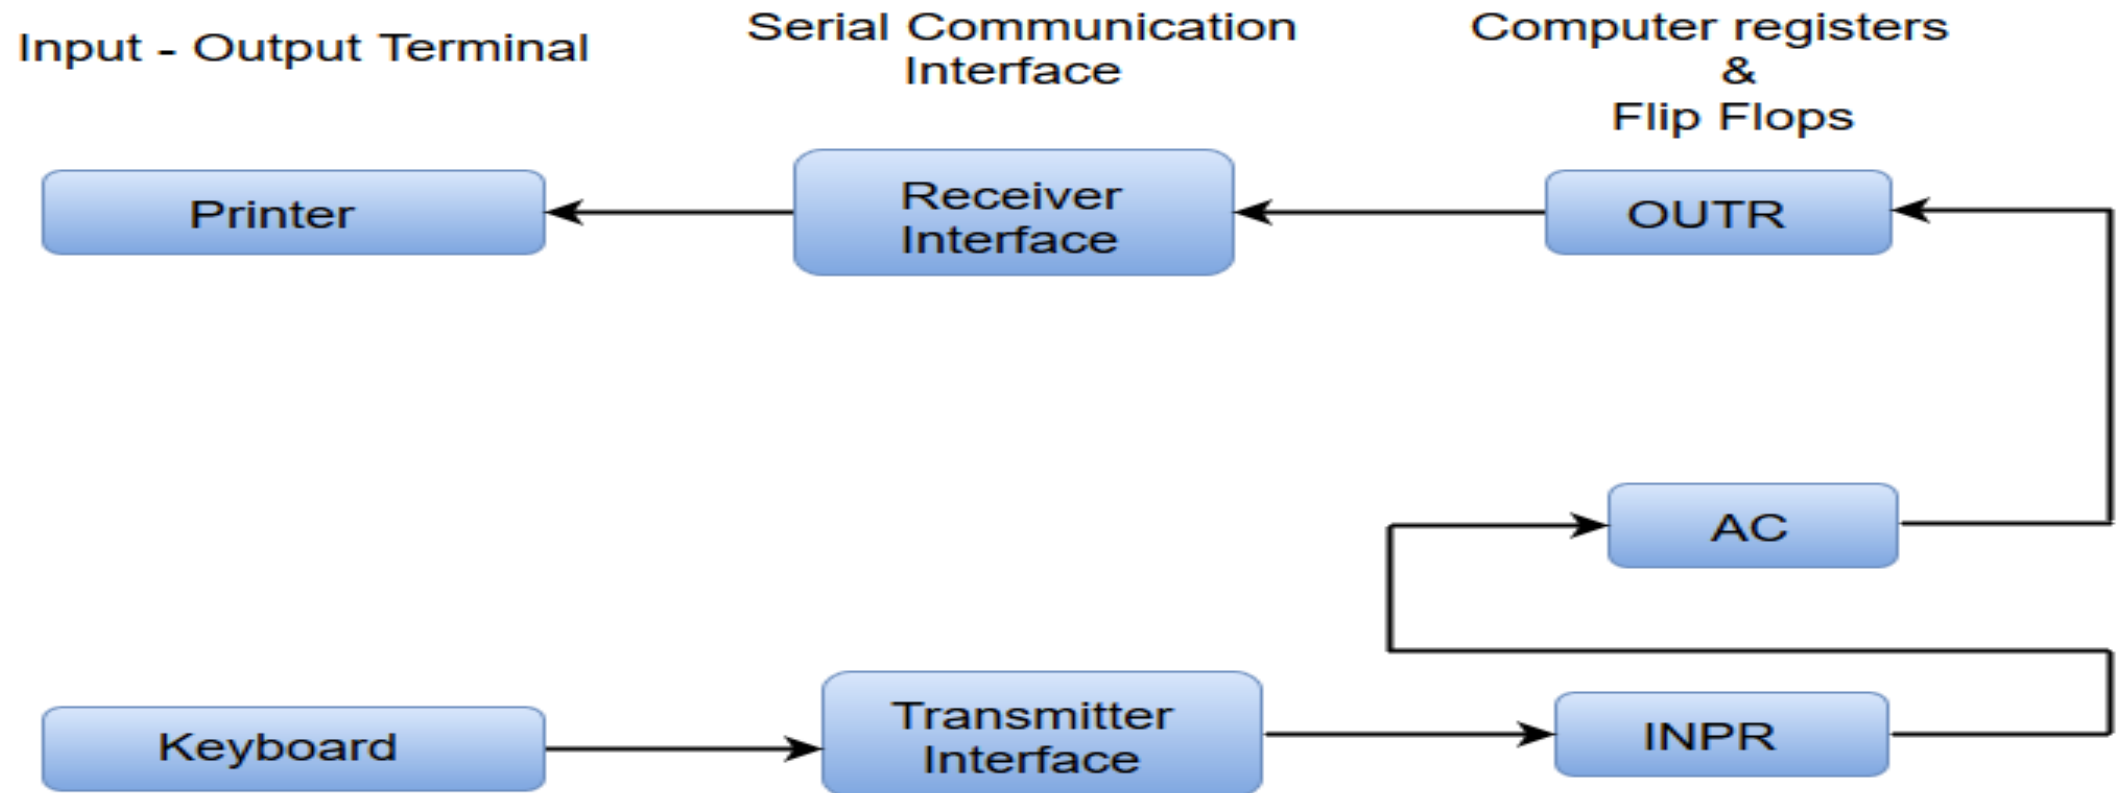 Input - Output Terminal
Serial Communication
Interface
Computer registers
&
Flip Flops
Printer
Receiver
Interface
OUTR
AC
Keyboard
Transmitter
Interface
INPR